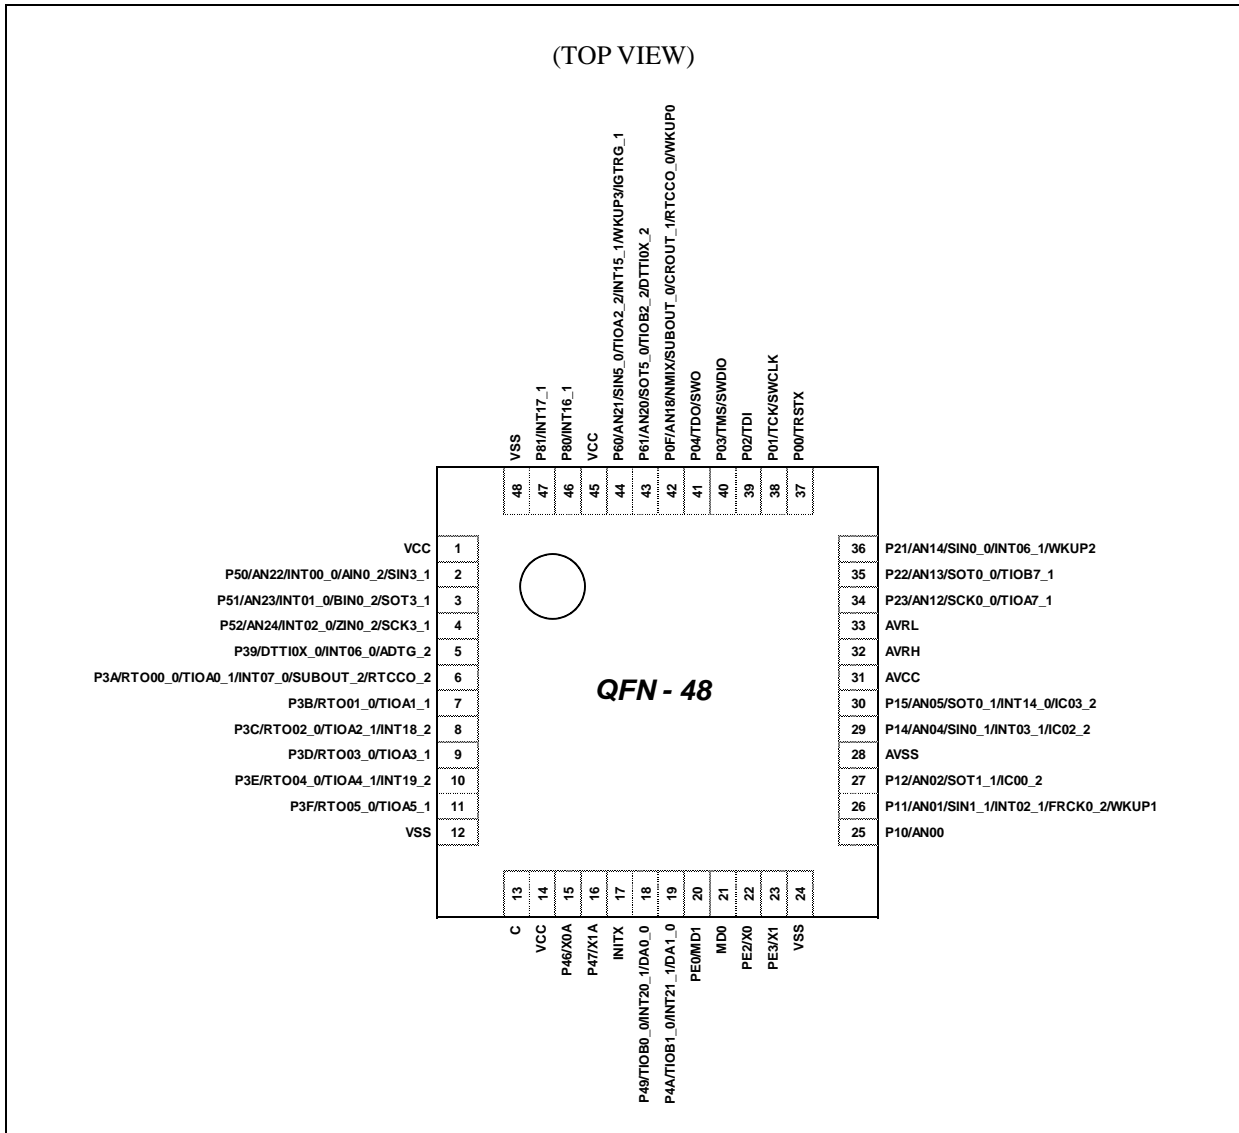 (TOP VIEW)
VSS
P81/INT17_1
P80/INT16_1
VCC
P60/AN21/SIN5_0/TIOA2_2/INT15_1/WKUP3/IGTRG_1
P61/AN20/SOT5_0/TIOB2_2/DTTI0X_2
P0F/AN18/NMIX/SUBOUT_0/CROUT_1/RTCCO_0/WKUP0
P04/TDO/SWO
P03/TMS/SWDIO
P02/TDI
P01/TCK/SWCLK
P00/TRSTX
48
47
46
45
44
43
42
41
40
39
38
37
VCC 1
P50/AN22/INT00_0/AIN0_2/SIN3_1 2
P51/AN23/INT01_0/BIN0_2/SOT3_1 3
P52/AN24/INT02_0/ZIN0_2/SCK3_1 4
P39/DTTI0X_0/INT06_0/ADTG_2 5
P3A/RTO00_0/TIOA0_1/INT07_0/SUBOUT_2/RTCCO_2 6
P3B/RTO01_0/TIOA1_1 7
P3C/RTO02_0/TIOA2_1/INT18_2 8
P3D/RTO03_0/TIOA3_1 9
P3E/RTO04_0/TIOA4_1/INT19_2 10
P3F/RTO05_0/TIOA5_1 11
VSS 12
QFN - 48
36 P21/AN14/SIN0_0/INT06_1/WKUP2
35 P22/AN13/SOT0_0/TIOB7_1
34 P23/AN12/SCK0_0/TIOA7_1
33 AVRL
32 AVRH
31 AVCC
30 P15/AN05/SOT0_1/INT14_0/IC03_2
29 P14/AN04/SIN0_1/INT03_1/IC02_2
28 AVSS
27 P12/AN02/SOT1_1/IC00_2
26 P11/AN01/SIN1_1/INT02_1/FRCK0_2/WKUP1
25 P10/AN00
13
14
15
16
17
18
19
20
21
22
23
24
C
VCC
P46/X0A
P47/X1A
INITX
P49/TIOB0_0/INT20_1/DA0_0
P4A/TIOB1_0/INT21_1/DA1_0
PE0/MD1
MD0
PE2/X0
PE3/X1
VSS